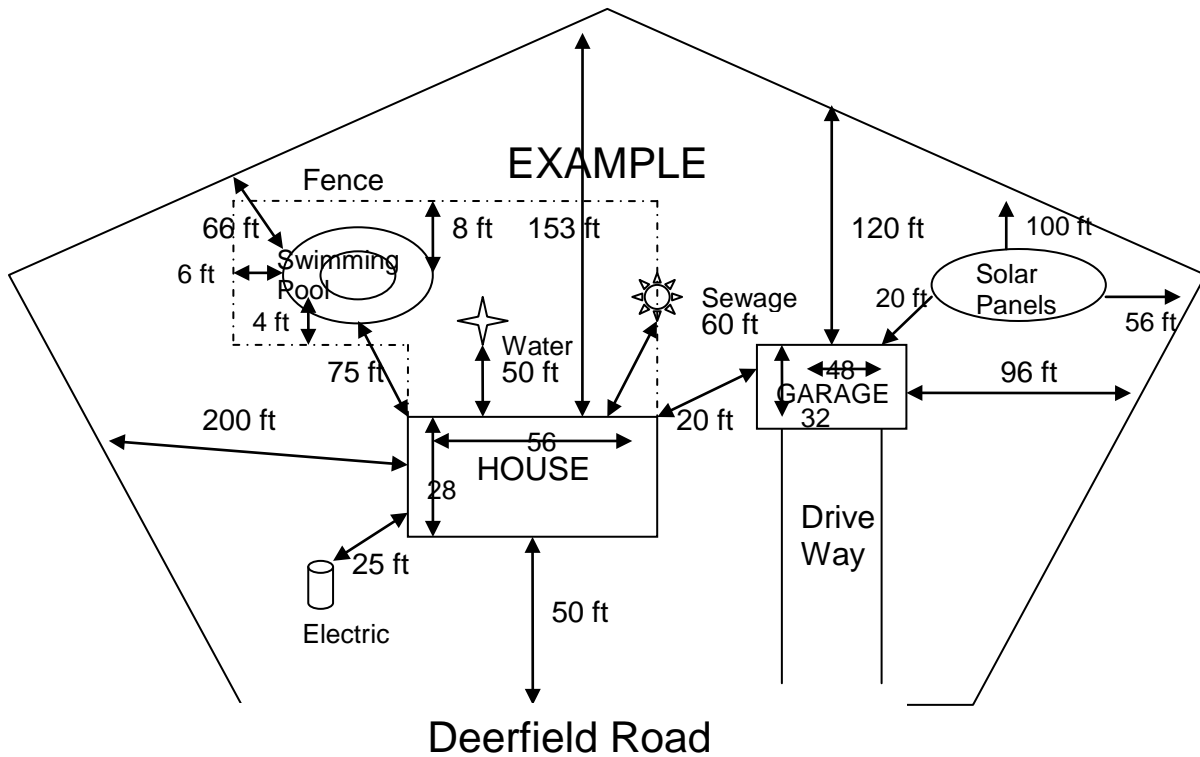 EXAMPLE
Fence
66 ft
8 ft
153 ft
120 ft
100 ft
6 ft
Swimming
Pool
Solar
Panels
20 ft
56 ft
4 ft
Sewage
60 ft
Water
50 ft
75 ft
48
GARAGE
32
96 ft
200 ft
20 ft
56
HOUSE
28
Drive
Way
25 ft
50 ft
Electric
Deerfield Road